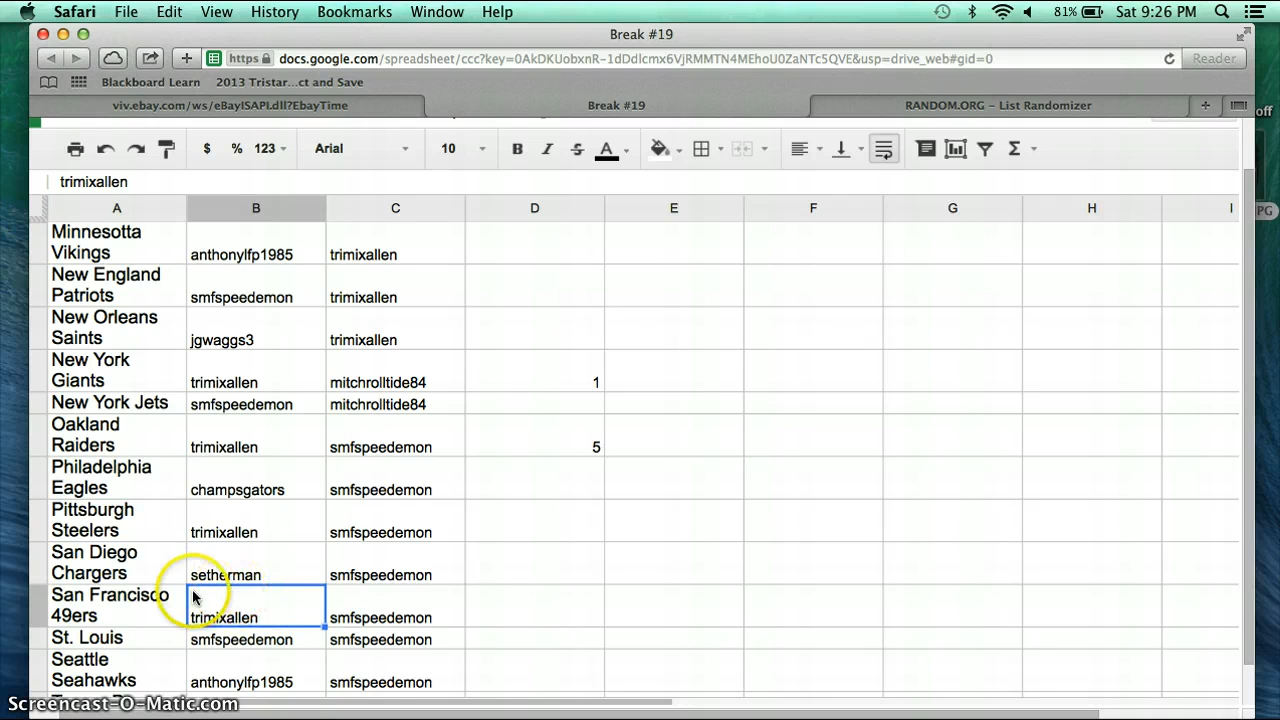 Safari File Edit View History Bookmarks Window Help 81% Sat 9:26 PM
Break #19
https docs.google.com/spreadsheet/ccc?key=0AkDKUobxnR-1dDdlcmx6VjRMMTN4MEhoU0ZaNTc5QVE&usp=drive_web#gid=0 Reader
Blackboard Learn 2013 Tristar...ct and Save
viv.ebay.com/ws/eBayISAPI.dll?EbayTime Break #19 RANDOM.ORG - List Randomizer
off
$ % 123 Arial 10 B I S A Σ
trimixallen
PG
A B C D E F G H I
Minnesotta
Vikings anthonylfp1985 trimixallen
New England
Patriots smfspeedemon trimixallen
New Orleans
Saints jgwaggs3 trimixallen
New York
Giants trimixallen mitchrolltide84 1
New York Jets smfspeedemon mitchrolltide84
Oakland
Raiders trimixallen smfspeedemon 5
Philadelphia
Eagles champsgators smfspeedemon
Pittsburgh
Steelers trimixallen smfspeedemon
San Diego
Chargers setherman smfspeedemon
San Francisco
49ers trimixallen smfspeedemon
St. Louis smfspeedemon smfspeedemon
Seattle
Seahawks anthonylfp1985 smfspeedemon
Screencast-O-Matic.com